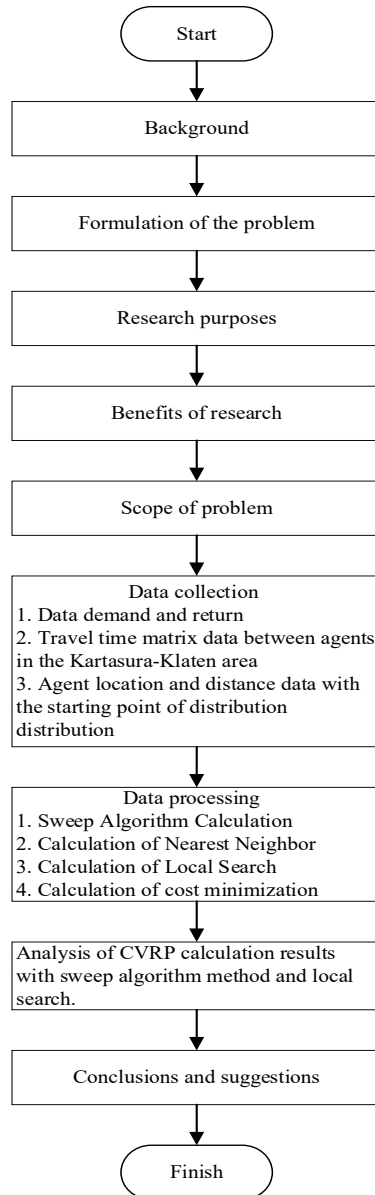 Start
Background
Formulation of the problem
Research purposes
Benefits of research
Scope of problem
Data collection
1. Data demand and return
2. Travel time matrix data between agents
in the Kartasura-Klaten area
3. Agent location and distance data with
the starting point of distribution
distribution
Data processing
1. Sweep Algorithm Calculation
2. Calculation of Nearest Neighbor
3. Calculation of Local Search
4. Calculation of cost minimization
Analysis of CVRP calculation results
with sweep algorithm method and local
search.
Conclusions and suggestions
Finish